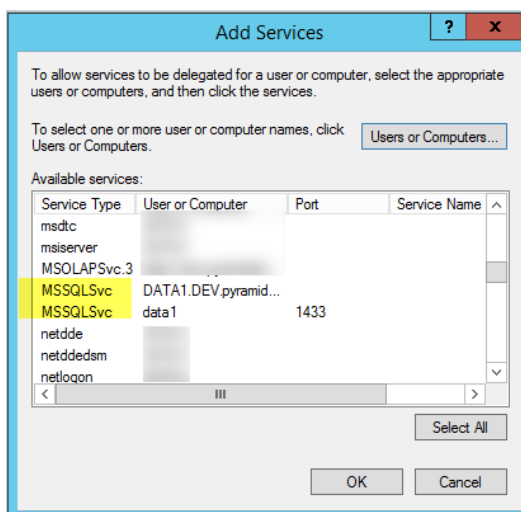 Add Services
?
x
To allow services to be delegated for a user or computer, select the appropriate
users or computers, and then click the services.
To select one or more user or computer names, click
Users or Computers.
Users or Computers...
Available services:
Service Type User or Computer Port Service Name
msdtc
msiserver
MSOLAPSvc.3
MSSQLSvc DATA1.DEV.pyramid...
MSSQLSvc data1 1433
netdde
netddedsm
netlogon
Select All
OK Cancel